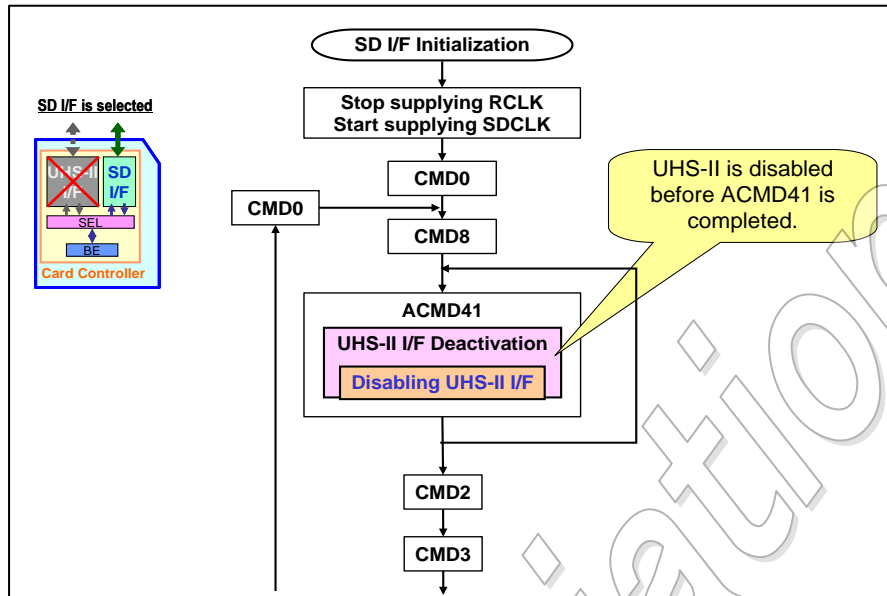 SD I/F Initialization
SD I/F is selected
Stop supplying RCLK
Start supplying SDCLK
UHS-II
I/F
SD
I/F
SEL
BE
Card Controller
CMD0
CMD0
CMD8
UHS-II is disabled
before ACMD41 is
completed.
ACMD41
UHS-II I/F Deactivation
Disabling UHS-II I/F
CMD2
CMD3
ciation